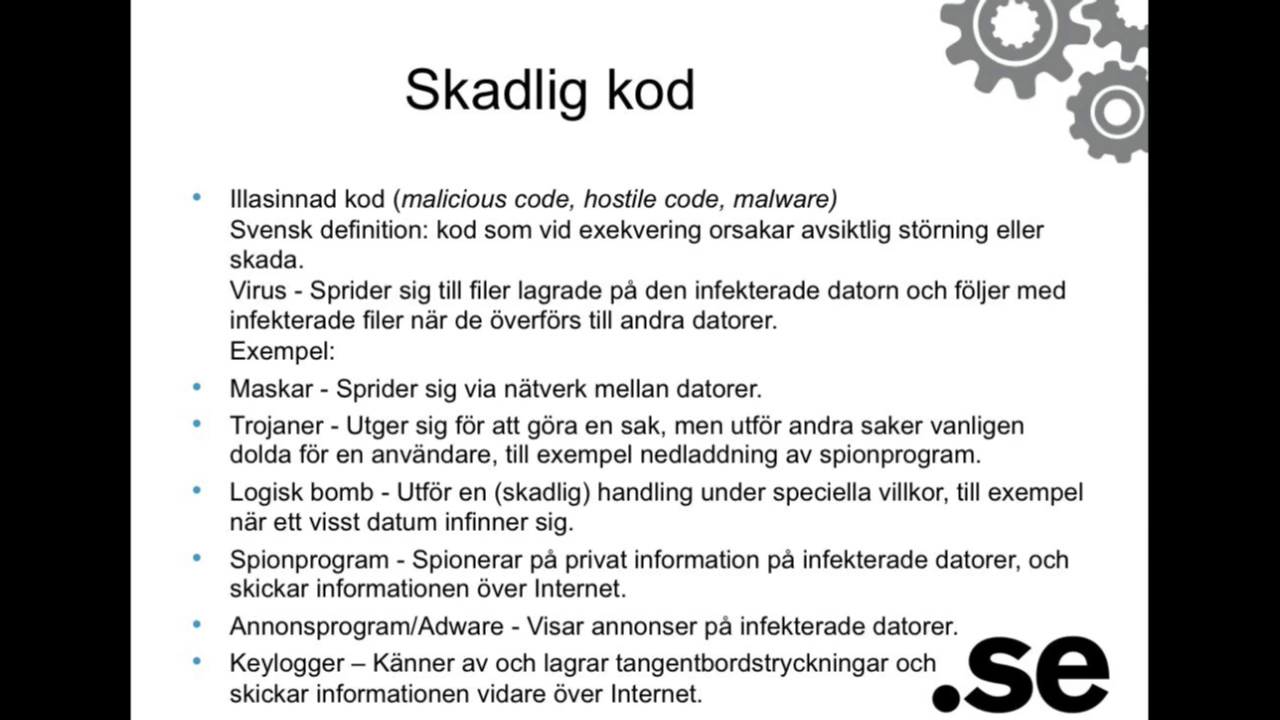 Skadlig kod
• Illasinnad kod (malicious code, hostile code, malware)
Svensk definition: kod som vid exekvering orsakar avsiktlig störning eller
skada.
Virus - Sprider sig till filer lagrade på den infekterade datorn och följer med
infekterade filer när de överförs till andra datorer.
Exempel:
• Maskar - Sprider sig via nätverk mellan datorer.
• Trojaner - Utger sig för att göra en sak, men utför andra saker vanligen
dolda för en användare, till exempel nedladdning av spionprogram.
• Logisk bomb - Utför en (skadlig) handling under speciella villkor, till exempel
när ett visst datum infinner sig.
• Spionprogram - Spionerar på privat information på infekterade datorer, och
skickar informationen över Internet.
• Annonsprogram/Adware - Visar annonser på infekterade datorer.
• Keylogger – Känner av och lagrar tangentbordstryckningar och
skickar informationen vidare över Internet.
.se